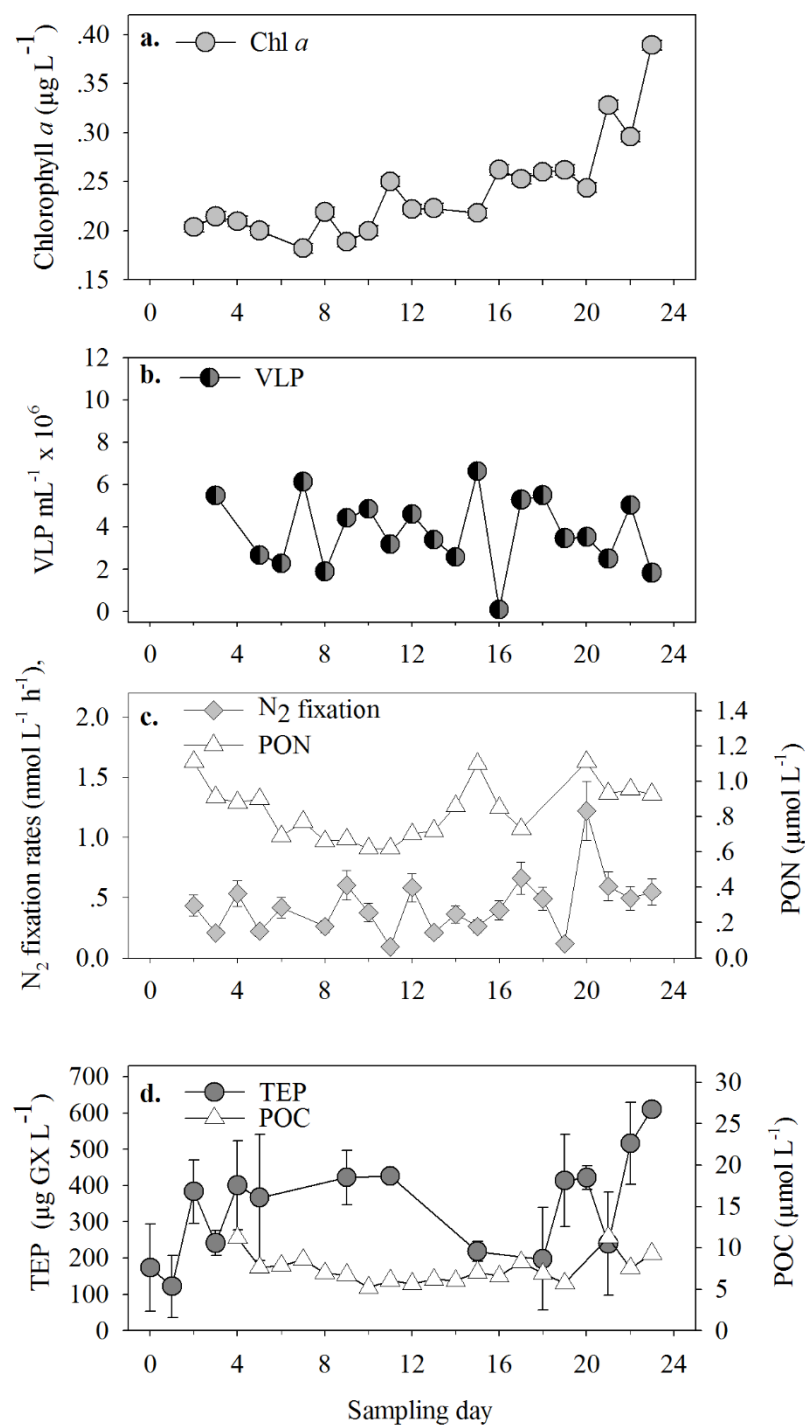 a.
Chl a
Chlorophyll a (µg L-1)
.40
.35
.30
.25
.20
.15
0 4 8 12 16 20 24
b.
VLP
VLP mL-1 x 106
12
10
8
6
4
2
0
0 4 8 12 16 20 24
c.
N2 fixation
PON
N2 fixation rates (nmol L-1 h-1),
2.0
1.5
1.0
.5
0.0
1.4
1.2
1.0
.8
.6
.4
.2
0.0
PON (µmol L-1)
0 4 8 12 16 20 24
d.
TEP
POC
TEP (µg GX L-1)
700
600
500
400
300
200
100
0
30
25
20
15
10
5
0
POC (µmol L-1)
0 4 8 12 16 20 24
Sampling day